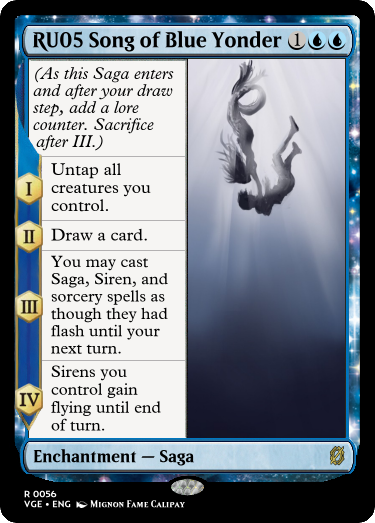 RU05 Song of Blue Yonder 1
(As this Saga enters
and after your draw
step, add a lore
counter. Sacrifice
after III.)
I
Untap all
creatures you
control.
II
Draw a card.
III
You may cast
Saga, Siren, and
sorcery spells as
though they had
flash until your
next turn.
IV
Sirens you
control gain
flying until end
of turn.
Enchantment — Saga
R 0056
VGE • ENG Mignon Fame Calipay